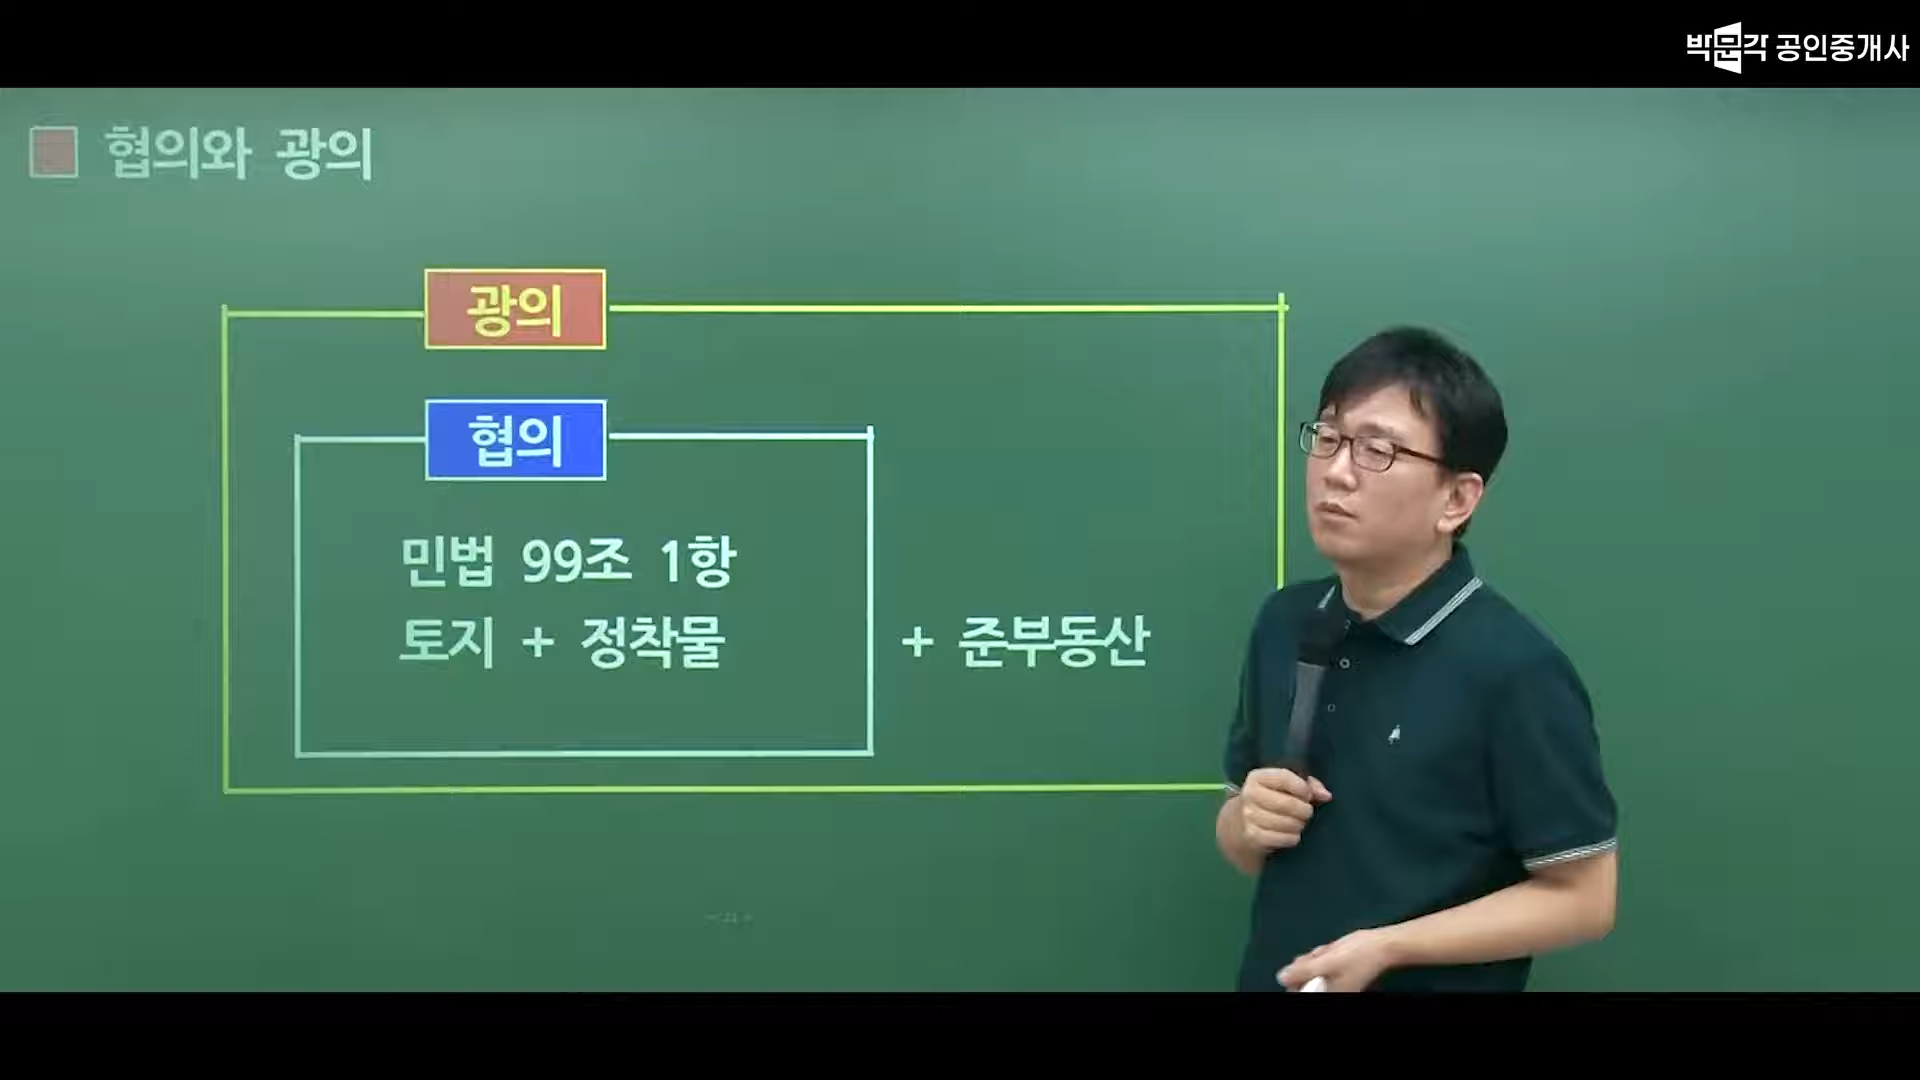 박문각 공인중개사
협의와 광의
광의
협의
민법 99조 1항
토지 + 정착물
+ 준부동산